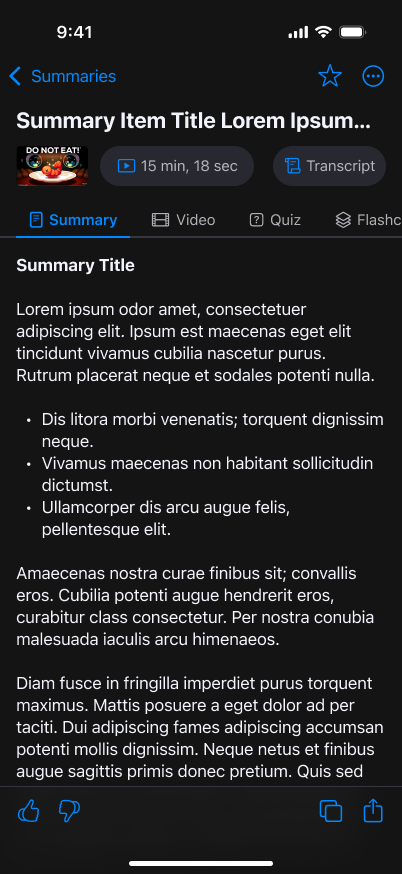 9:41
Summaries
Summary Item Title Lorem Ipsum...
DO NOT EAT!
15 min, 18 sec
Transcript
Summary
Video
Quiz
Flashc
Summary Title
Lorem ipsum odor amet, consectetuer
adipiscing elit. Ipsum est maecenas eget elit
tincidunt vivamus cubilia nascetur purus.
Rutrum placerat neque et sodales potenti nulla.
• Dis litora morbi venenatis; torquent dignissim
neque.
• Vivamus maecenas non habitant sollicitudin
dictumst.
• Ullamcorper dis arcu augue felis,
pellentesque elit.
Amaecenas nostra curae finibus sit; convallis
eros. Cubilia potenti augue hendrerit eros,
curabitur class consectetur. Per nostra conubia
malesuada iaculis arcu himenaeos.
Diam fusce in fringilla imperdiet purus torquent
maximus. Mattis posuere a eget dolor ad per
taciti. Dui adipiscing fames adipiscing accumsan
potenti mollis dignissim. Neque netus et finibus
augue sagittis primis donec pretium. Quis sed